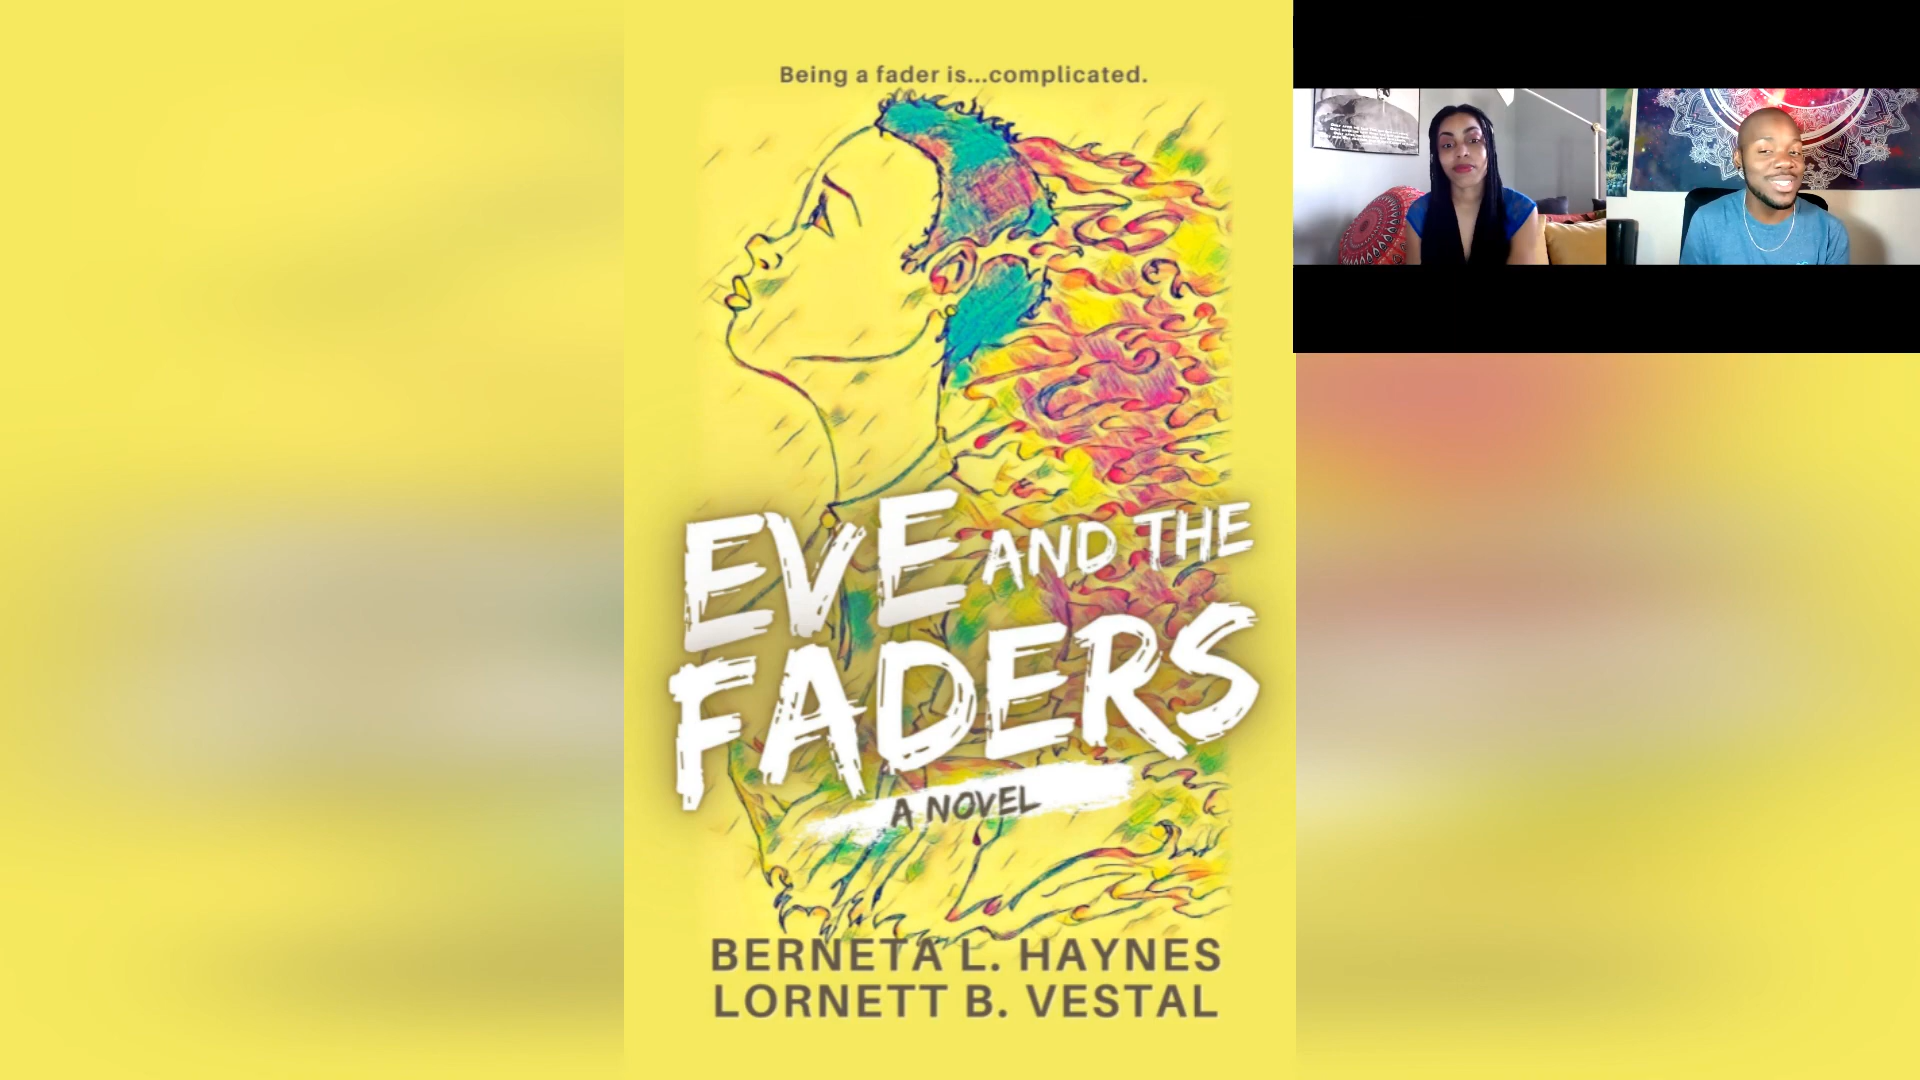 Being a fader is...complicated.
EVE AND THE
FADERS
A NOVEL
BERNETA L. HAYNES
LORNETT B. VESTAL